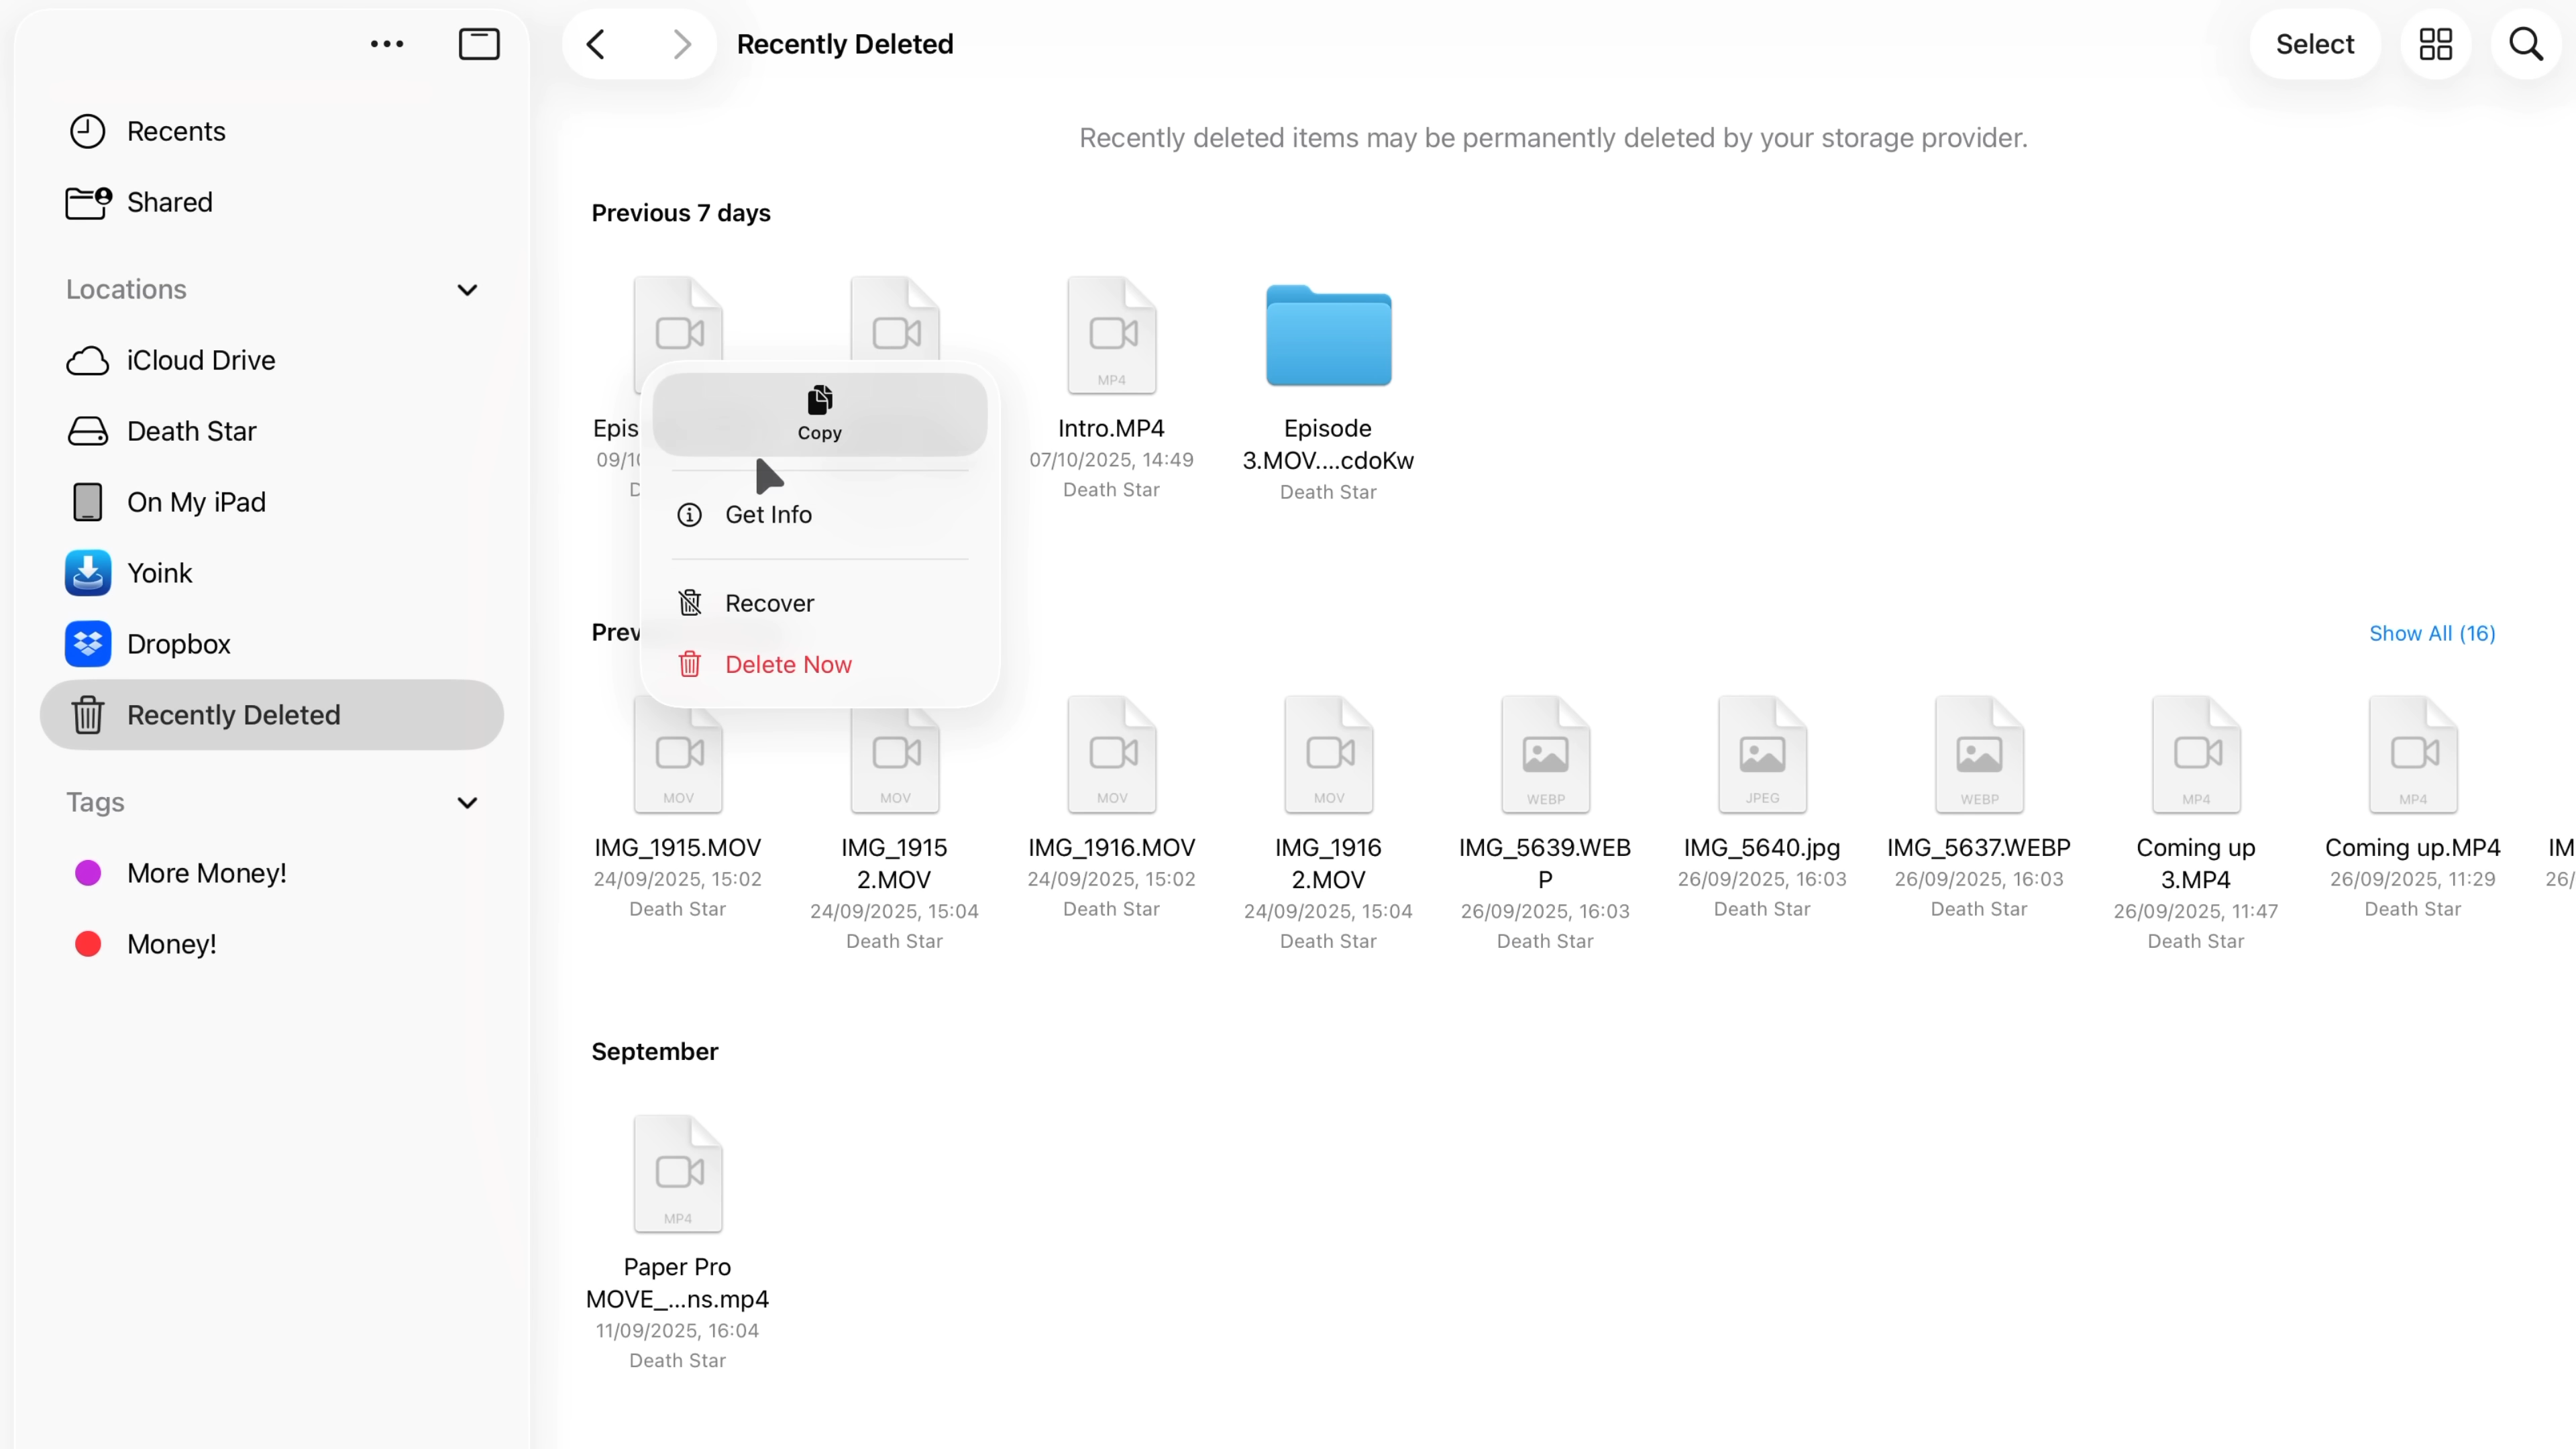 Recently Deleted
Select
Recents
Shared
Locations
iCloud Drive
Death Star
On My iPad
Yoink
Dropbox
Recently Deleted
Tags
More Money!
Money!
Recently deleted items may be permanently deleted by your storage provider.
Previous 7 days
MP4
Intro.MP4
07/10/2025, 14:49
Death Star
Episode
3.MOV....cdoKw
Death Star
Copy
Get Info
Recover
Delete Now
Show All (16)
MOV
IMG_1915.MOV
24/09/2025, 15:02
Death Star
MOV
IMG_1915
2.MOV
24/09/2025, 15:04
Death Star
MOV
IMG_1916.MOV
24/09/2025, 15:02
Death Star
MOV
IMG_1916
2.MOV
24/09/2025, 15:04
Death Star
WEBP
IMG_5639.WEB
P
26/09/2025, 16:03
Death Star
JPEG
IMG_5640.jpg
26/09/2025, 16:03
Death Star
WEBP
IMG_5637.WEBP
26/09/2025, 16:03
Death Star
MP4
Coming up
3.MP4
26/09/2025, 11:47
Death Star
MP4
Coming up.MP4
26/09/2025, 11:29
Death Star
September
MP4
Paper Pro
MOVE_...ns.mp4
11/09/2025, 16:04
Death Star